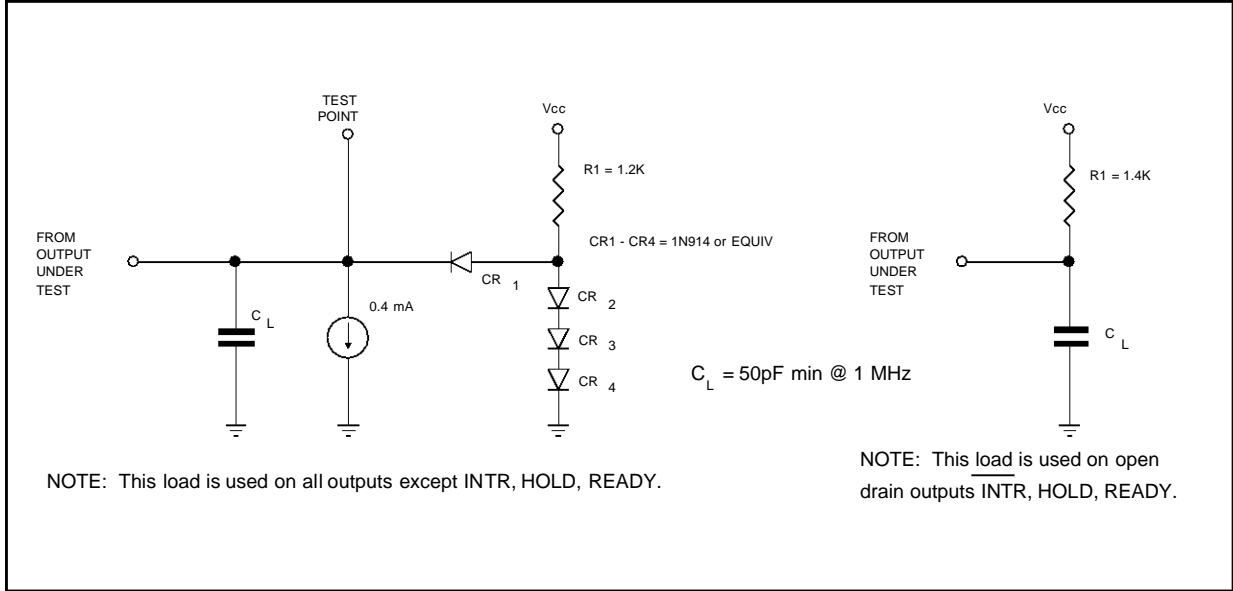 TEST
POINT
Vcc
R1 = 1.2K
FROM
OUTPUT
UNDER
TEST
CR1 - CR4 = 1N914 or EQUIV
CR 1
CR 2
CR 3
CR 4
0.4 mA
C L
C L = 50pF min @ 1 MHz
NOTE: This load is used on all outputs except INTR, HOLD, READY.
Vcc
R1 = 1.4K
FROM
OUTPUT
UNDER
TEST
C L
NOTE: This load is used on open
drain outputs INTR, HOLD, READY.